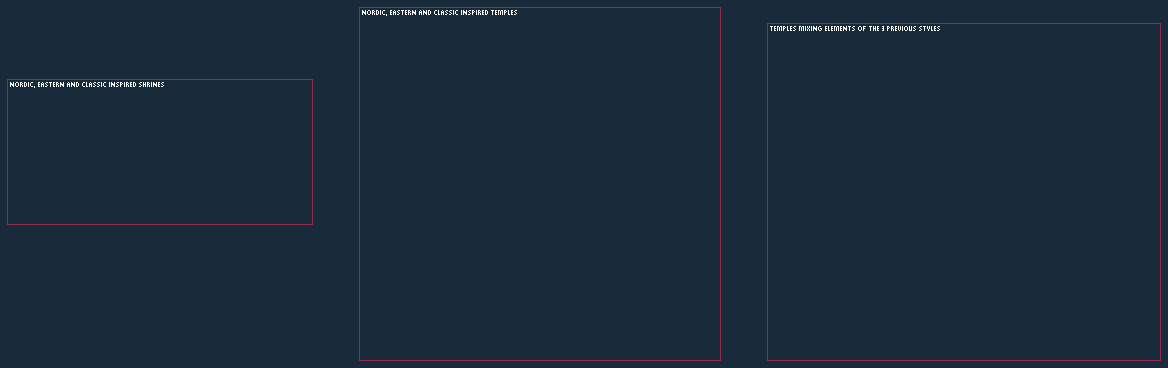 NORDIC, EASTERN AND CLASSIC INSPIRED SHRINES
NORDIC, EASTERN AND CLASSIC INSPIRED TEMPLES
TEMPLES MIXING ELEMENTS OF THE 3 PREVIOUS STYLES